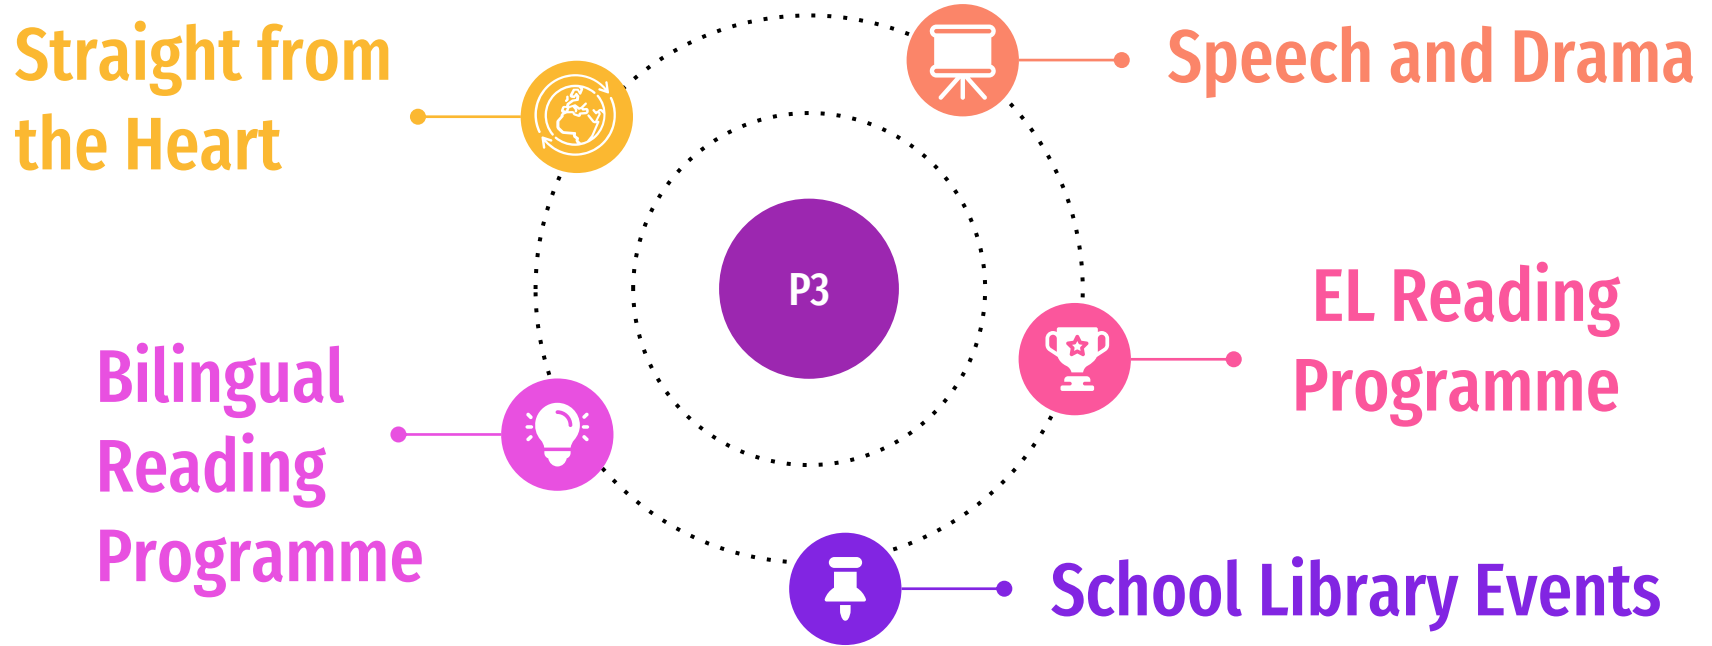 Straight from
the Heart
Speech and Drama
P3
EL Reading
Programme
Bilingual
Reading
Programme
School Library Events